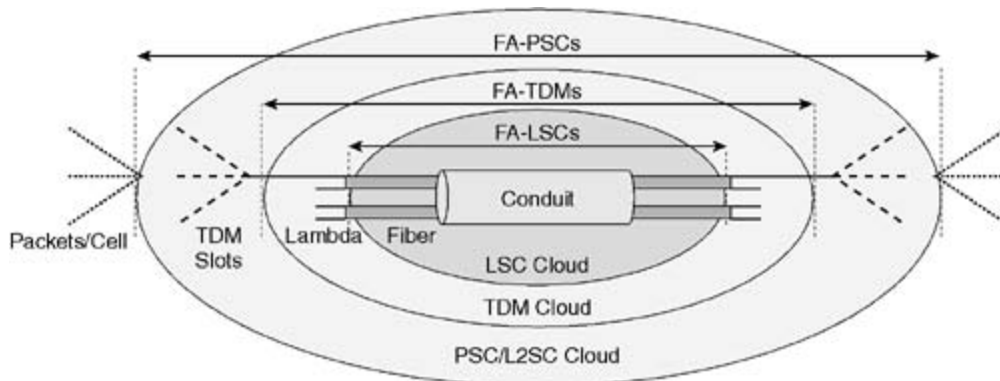 FA-PSCs
FA-TDMs
FA-LSCs
Conduit
Packets/Cell
TDM
Slots
Lambda
Fiber
LSC Cloud
TDM Cloud
PSC/L2SC Cloud